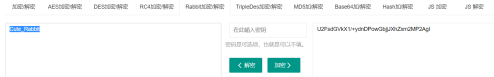 加密/解密 AES加密/解密 DES加密/解密 RC4加密/解密 Rabbit加密/解密 TripleDes加密/解密 MD5加/解密 Base64加/解密 Hash加/解密 JS 加密 JS 解密
Cute_Rabbit
在此输入密钥
密码是可选项，也就是可以不填。
< 解密
加密 >
U2FsdGVkX1/+ydnDPowGbjjJXhZsm2MP2AgI